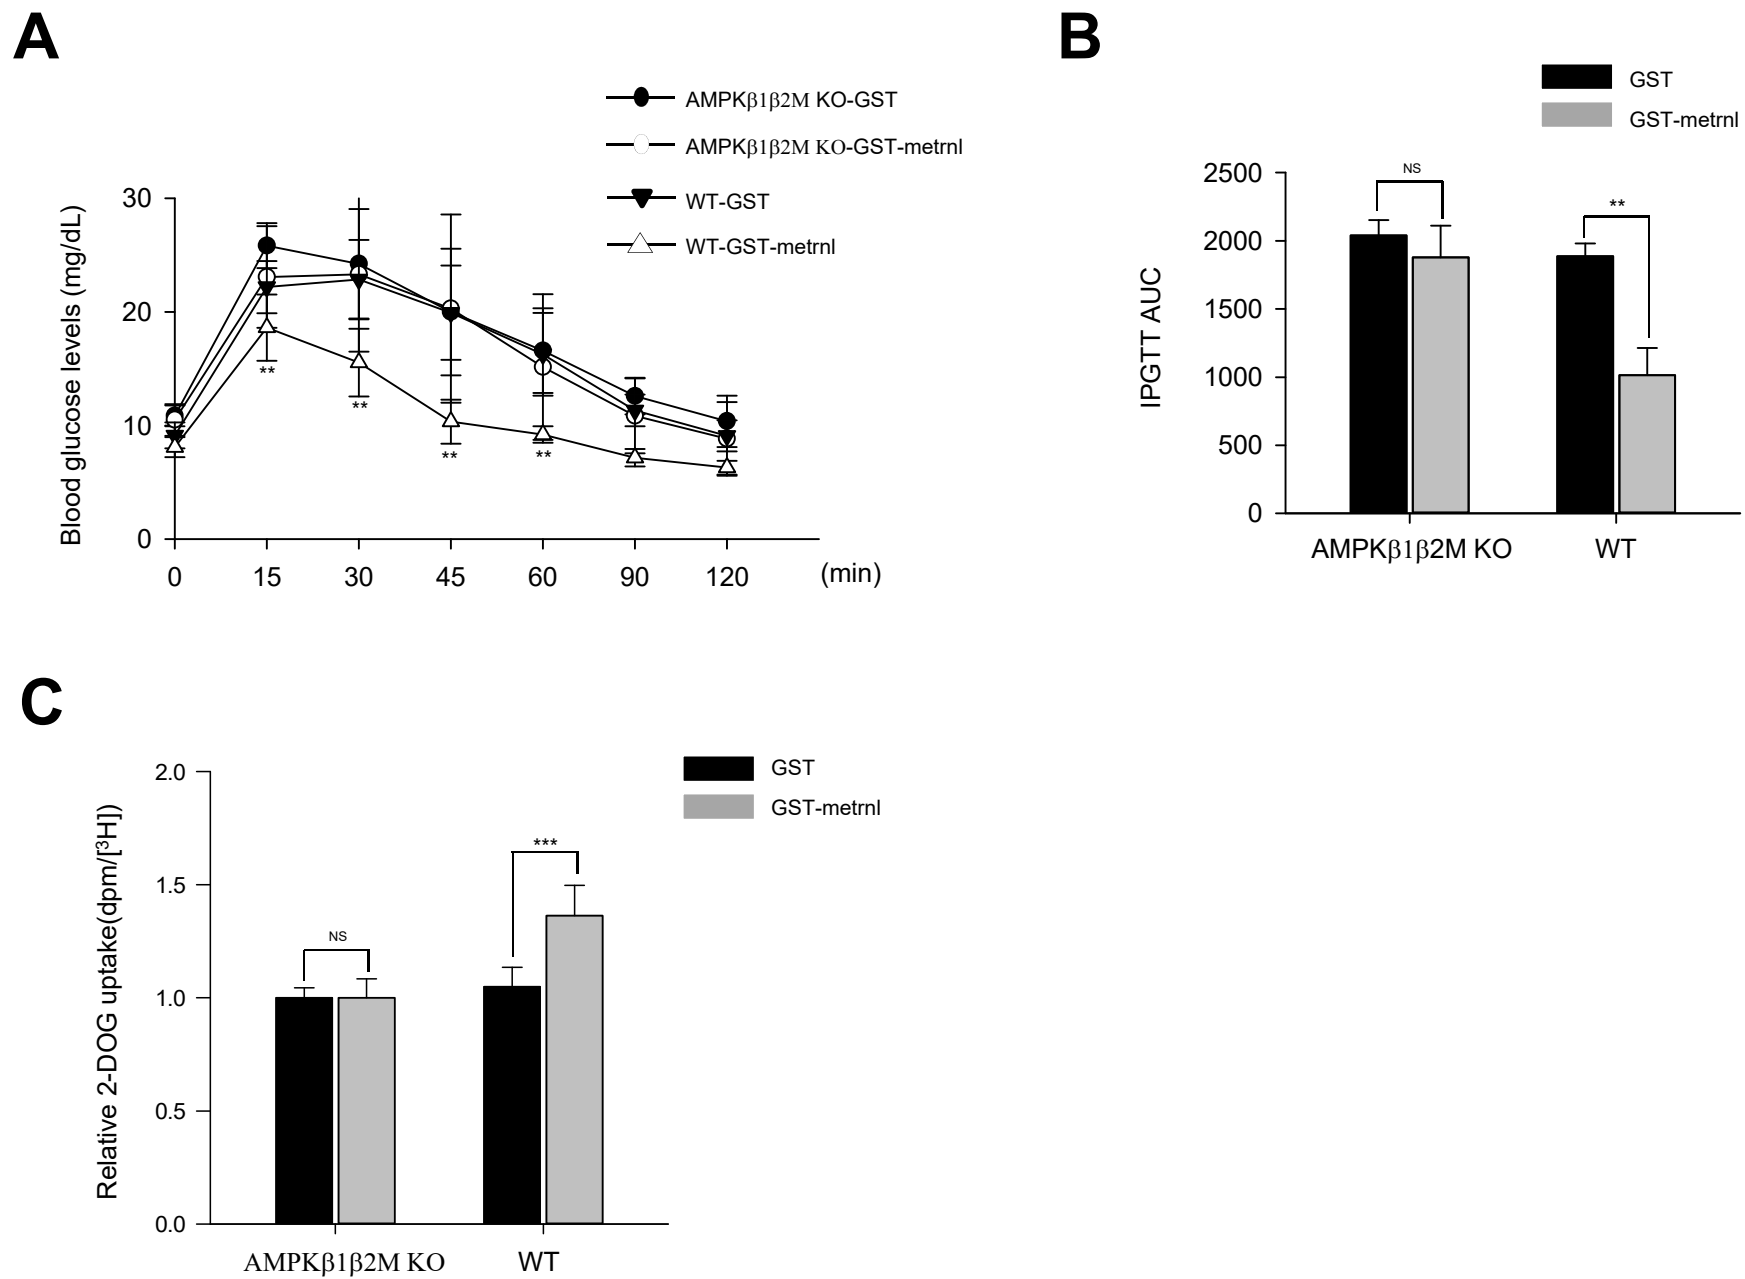 A
AMPKβ1β2M KO-GST
AMPKβ1β2M KO-GST-metrnl
WT-GST
WT-GST-metrnl
Blood glucose levels (mg/dL)
30
20
10
0
**
**
**
**
0 15 30 45 60 90 120 (min)
B
GST
GST-metrnl
IPGTT AUC
2500
2000
1500
1000
500
0
NS
**
AMPKβ1β2M KO WT
C
GST
GST-metrnl
Relative 2-DOG uptake(dpm/[³H])
2.0
1.5
1.0
0.5
0.0
NS
***
AMPKβ1β2M KO WT